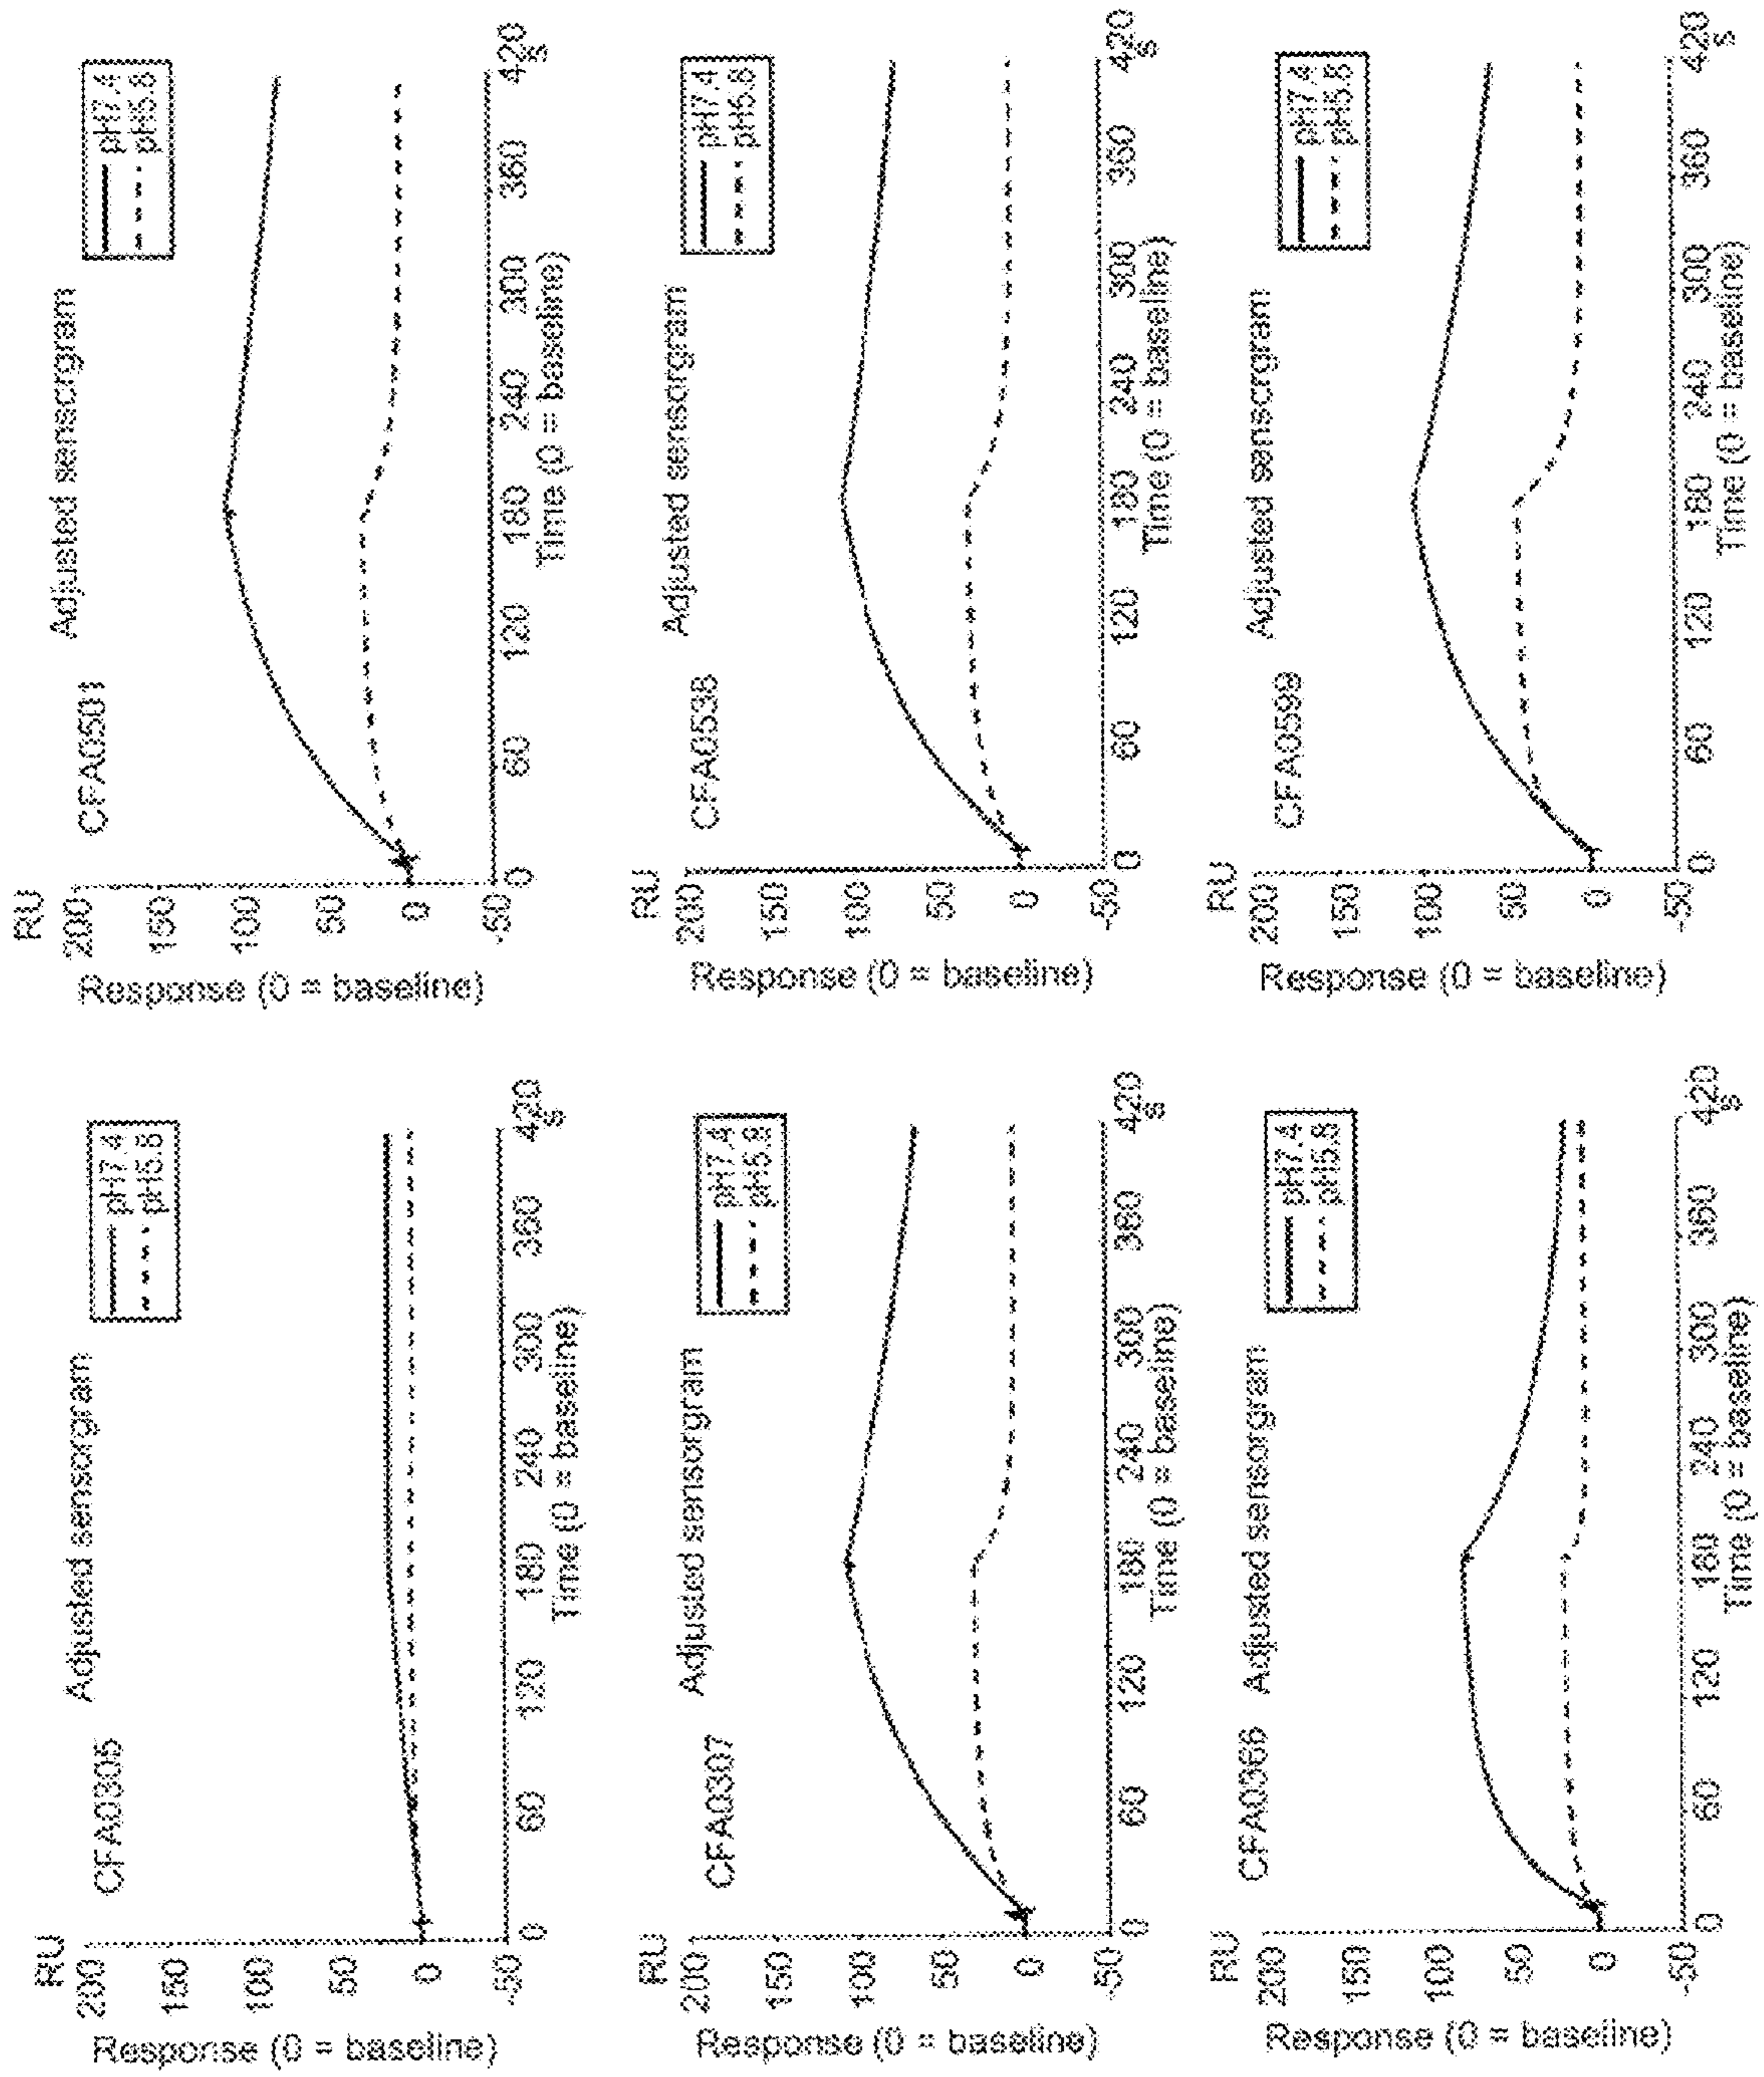 RU
CFA0305
Adjusted sensorgram
pH7.4
pH5.8
200
150
100
50
0
-50
Response (0 = baseline)
0
60
120
180
240
300
360
420
s
Time (0 = baseline)
RU
CFA0501
Adjusted sensorgram
pH7.4
pH5.8
200
150
100
50
0
-50
Response (0 = baseline)
0
60
120
180
240
300
360
420
s
Time (0 = baseline)
RU
CFA0307
Adjusted sensorgram
pH7.4
pH5.8
200
150
100
50
0
-50
Response (0 = baseline)
0
60
120
180
240
300
360
420
s
Time (0 = baseline)
RU
CFA0538
Adjusted sensorgram
pH7.4
pH5.8
200
150
100
50
0
-50
Response (0 = baseline)
0
60
120
180
240
300
360
420
s
Time (0 = baseline)
RU
CFA0366
Adjusted sensorgram
pH7.4
pH5.8
200
150
100
50
0
-50
Response (0 = baseline)
0
60
120
180
240
300
360
420
s
Time (0 = baseline)
RU
CFA0599
Adjusted sensorgram
pH7.4
pH5.8
200
150
100
50
0
-50
Response (0 = baseline)
0
60
120
180
240
300
360
420
s
Time (0 = baseline)